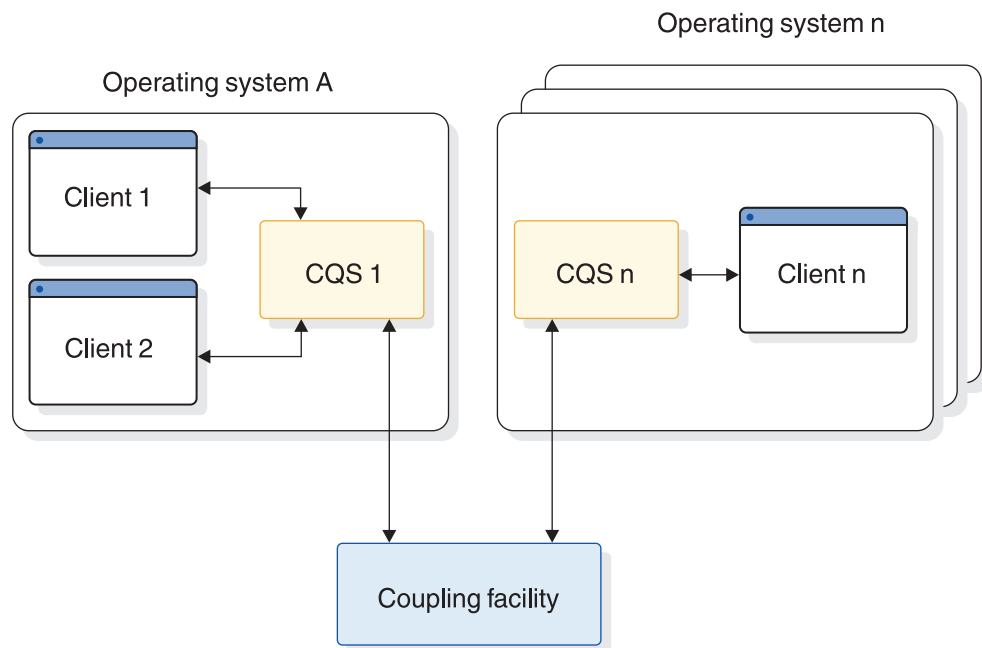 Operating system n
Operating system A
Client 1
CQS 1
Client 2
CQS n
Client n
Coupling facility